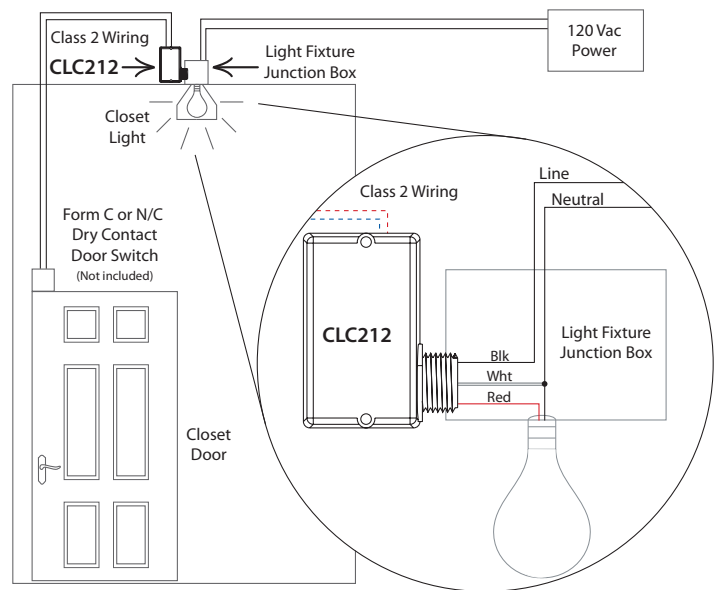 Class 2 Wiring
CLC212
Light Fixture
Junction Box
120 Vac
Power
Closet
Light
Form C or N/C
Dry Contact
Door Switch
(Not included)
Closet
Door
Class 2 Wiring
Line
Neutral
CLC212
Light Fixture
Junction Box
Blk
Wht
Red